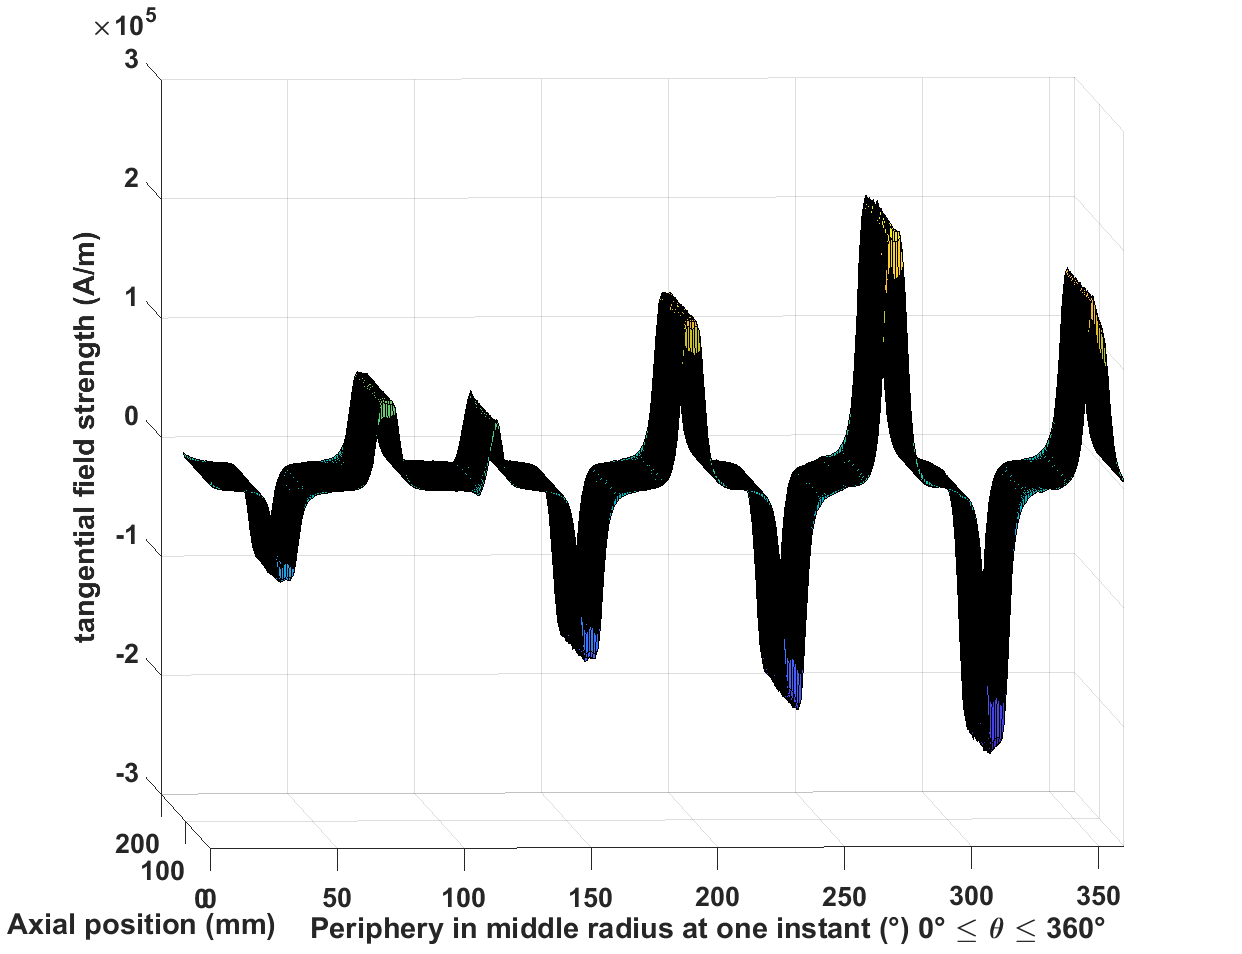 ×10^5
3
2
1
0
-1
-2
-3
tangential field strength (A/m)
200
100
0
0 50 100 150 200 250 300 350
Axial position (mm)
Periphery in middle radius at one instant (°) 0° ≤ θ ≤ 360°